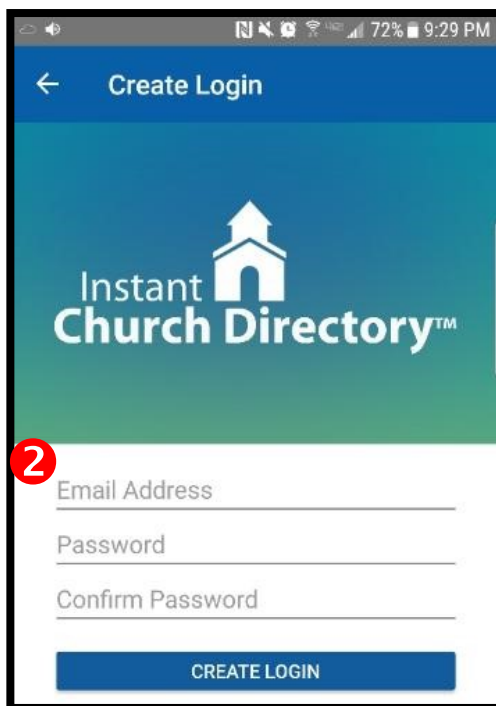 72% 9:29 PM
Create Login
Instant
Church Directory™
2
Email Address
Password
Confirm Password
CREATE LOGIN